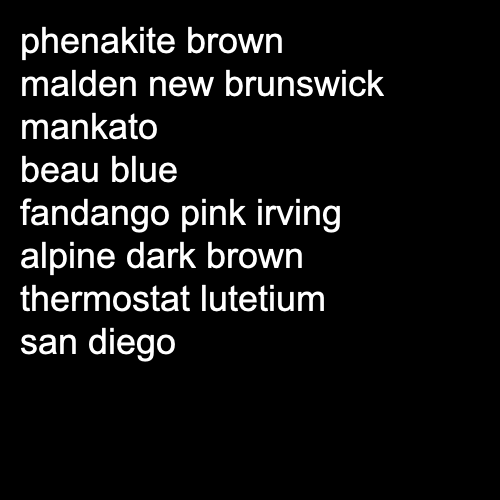 phenakite brown
malden new brunswick
mankato
beau blue
fandango pink irving
alpine dark brown
thermostat lutetium
san diego